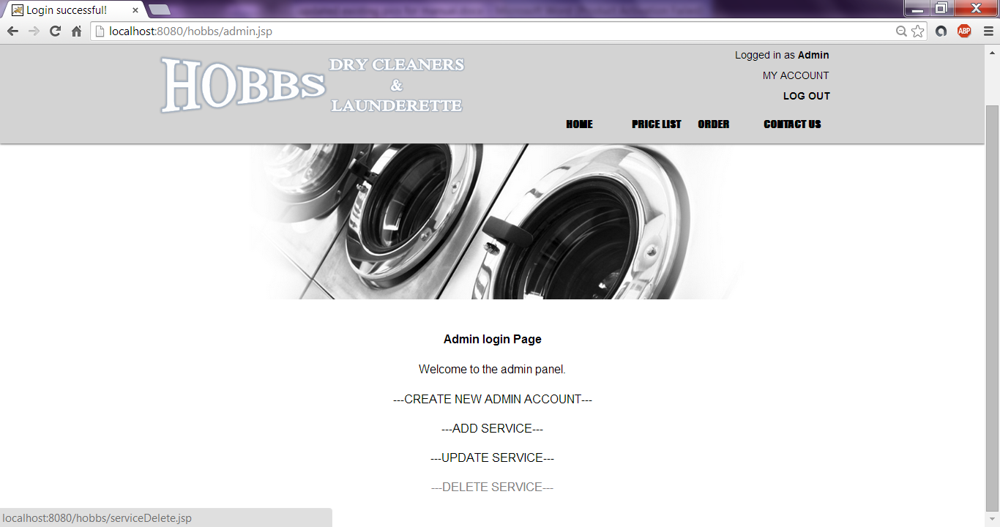 Login successful!
localhost:8080/hobbs/admin.jsp
ABP
HOBBS
DRY CLEANERS
&
LAUNDERETTE
Logged in as Admin
MY ACCOUNT
LOG OUT
HOME PRICE LIST ORDER CONTACT US
Admin login Page
Welcome to the admin panel.
---CREATE NEW ADMIN ACCOUNT---
---ADD SERVICE---
---UPDATE SERVICE---
---DELETE SERVICE---
localhost:8080/hobbs/serviceDelete.jsp